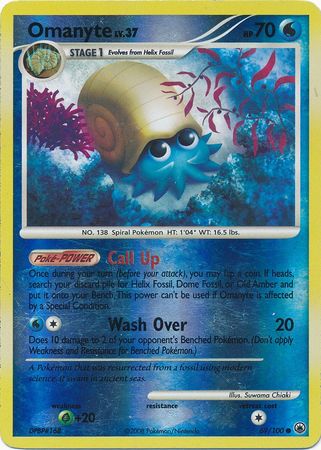 Omanyte LV.37 HP 70
STAGE 1 Evolves from Helix Fossil
NO. 138 Spiral Pokémon HT: 1'04" WT: 16.5 lbs.
Poké-POWER Call Up
Once during your turn (before your attack), you may flip a coin. If heads,
search your discard pile for Helix Fossil, Dome Fossil, or Old Amber and
put it onto your Bench. This power can't be used if Omanyte is affected
by a Special Condition.
Wash Over 20
Does 10 damage to 2 of your opponent's Benched Pokémon. (Don't apply
Weakness and Resistance for Benched Pokémon.)
A Pokémon that was resurrected from a fossil using modern
science. It swam in ancient seas.
Illus. Suwama Chiaki
weakness resistance retreat cost
+20
DPBP#168 ©2008 Pokémon/Nintendo 69/100